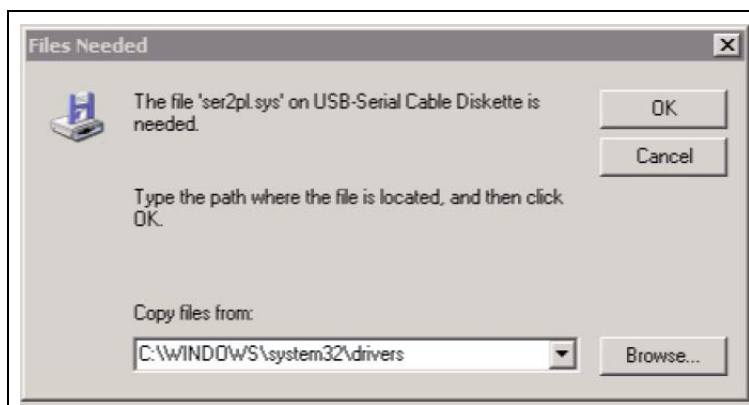 Files Needed
The file 'ser2pl.sys' on USB-Serial Cable Diskette is
needed.
OK
Cancel
Type the path where the file is located, and then click
OK.
Copy files from:
C:\WINDOWS\system32\drivers
Browse...